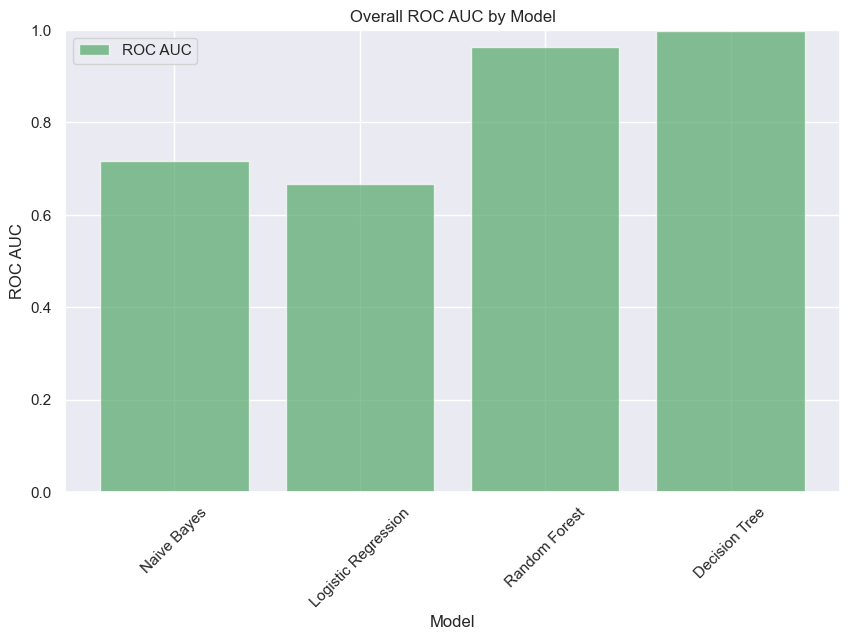 Overall ROC AUC by Model
ROC AUC
1.0
0.8
0.6
0.4
0.2
0.0
ROC AUC
Naive Bayes
Logistic Regression
Random Forest
Decision Tree
Model